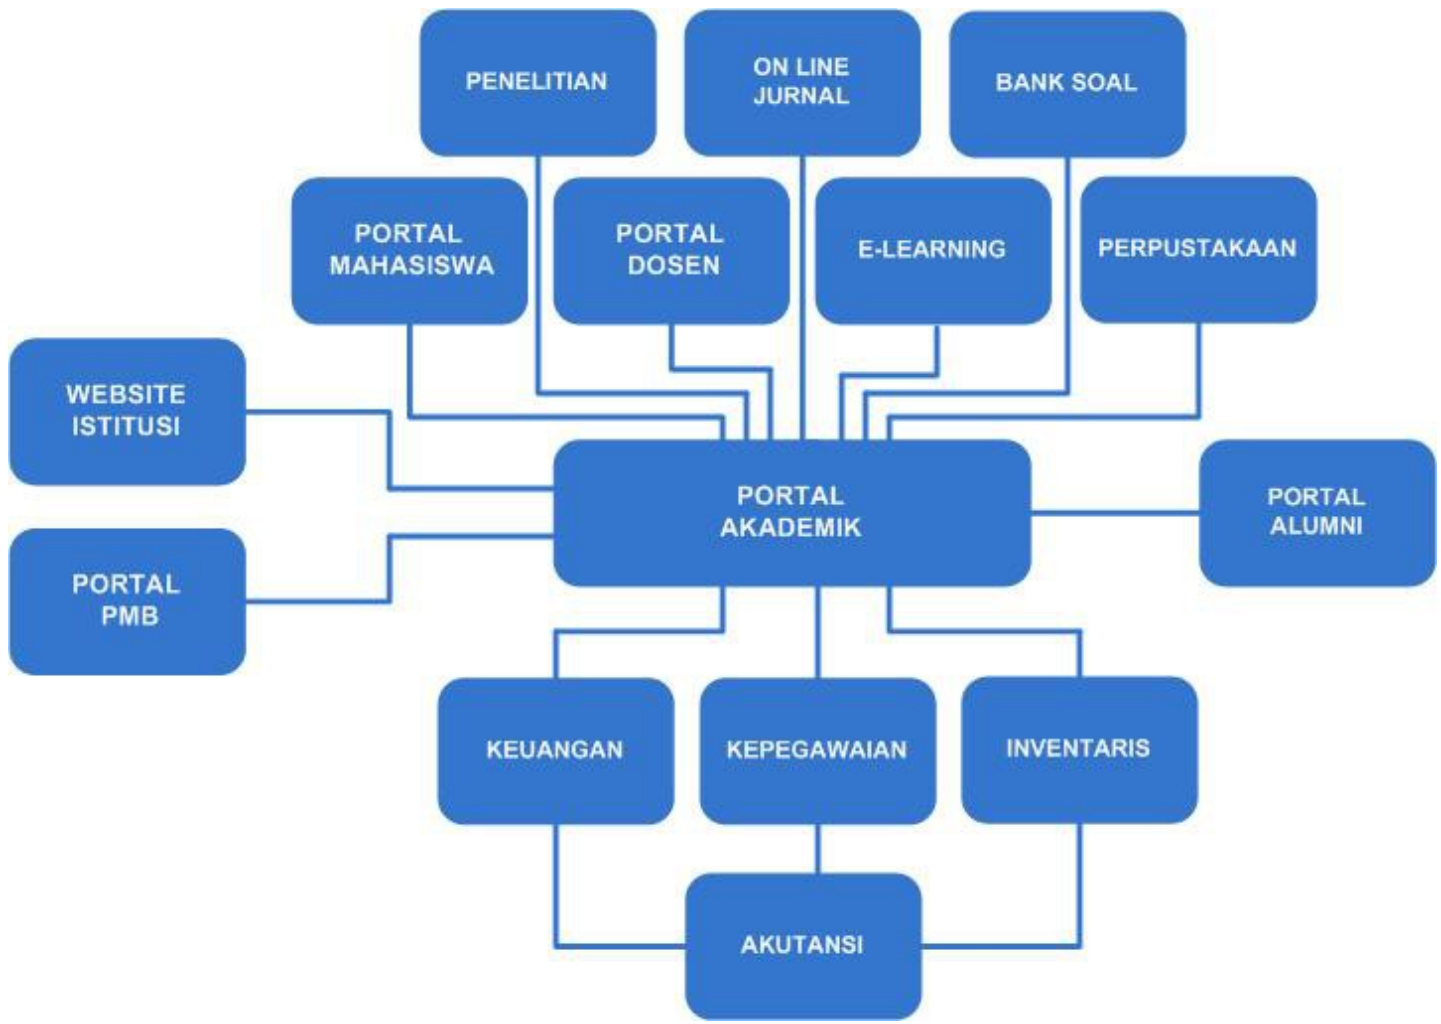 PENELITIAN
ON LINE
JURNAL
BANK SOAL
PORTAL
MAHASISWA
PORTAL
DOSEN
E-LEARNING
PERPUSTAKAAN
WEBSITE
ISTITUSI
PORTAL
AKADEMIK
PORTAL
ALUMNI
PORTAL
PMB
KEUANGAN
KEPEGAWAIAN
INVENTARIS
AKUTANSI